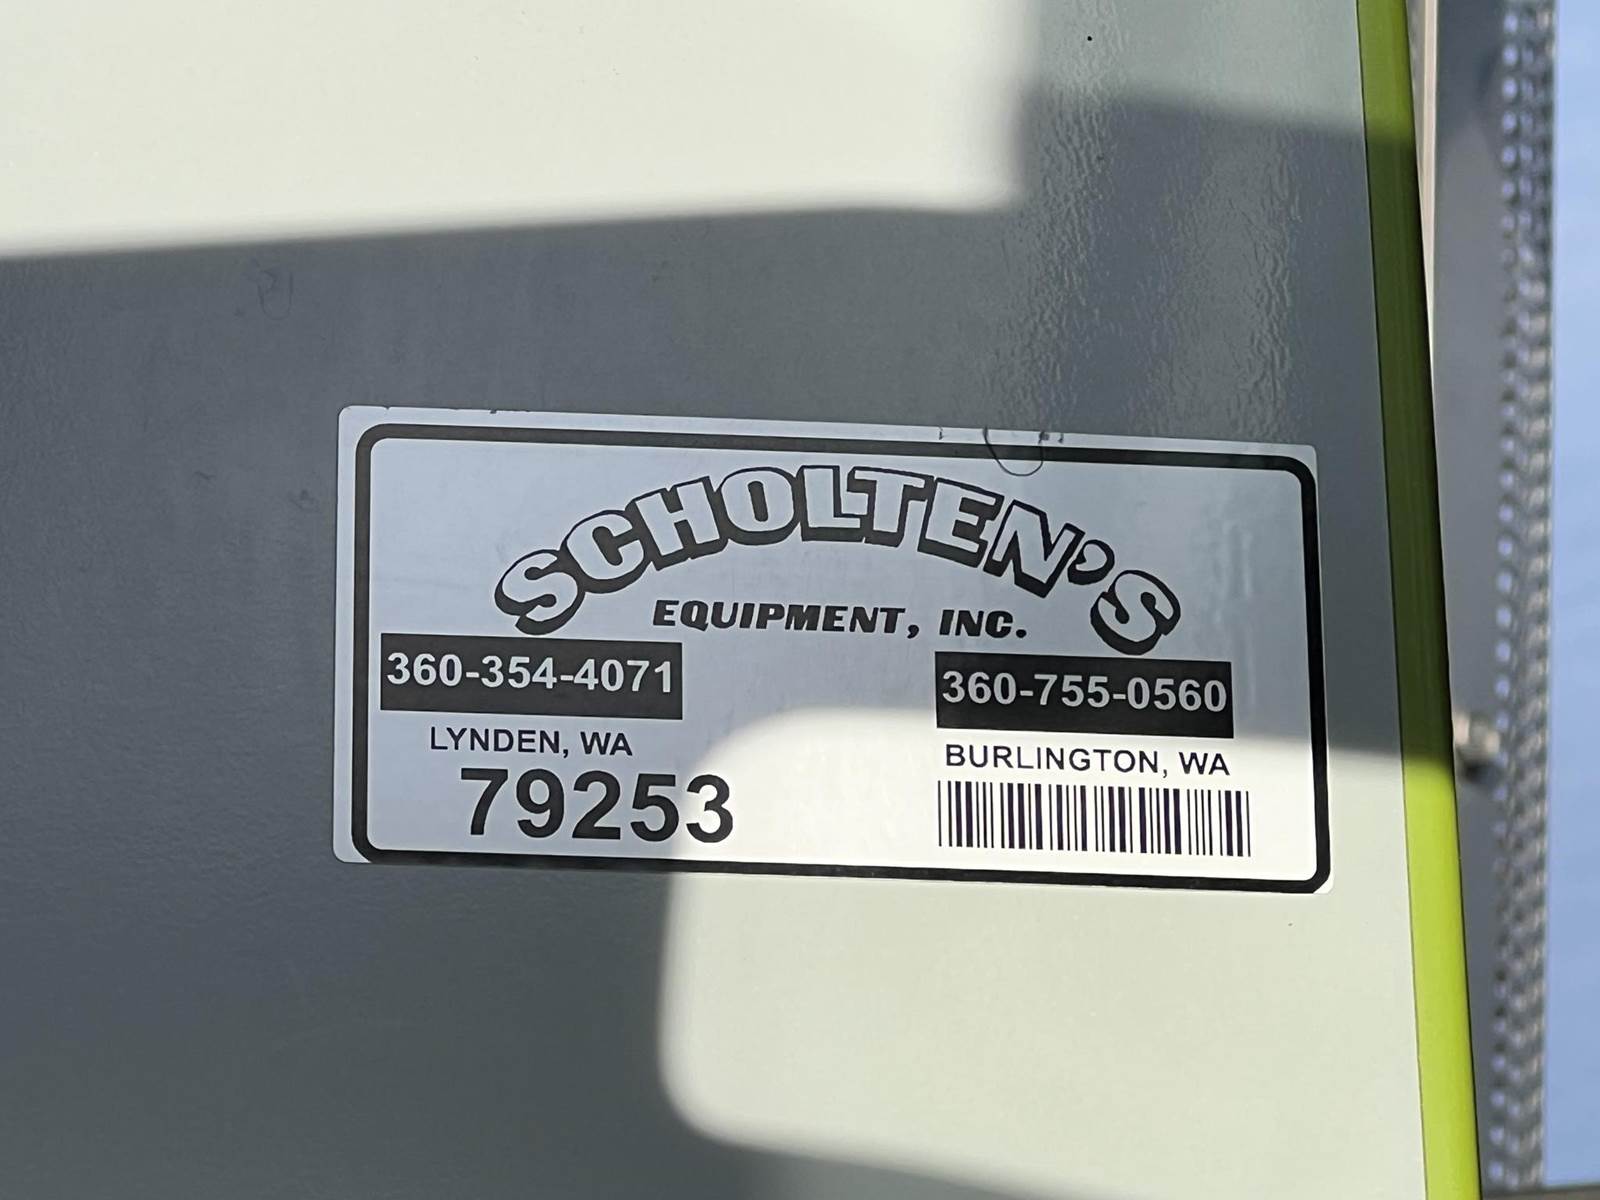 SCHOLTEN'S
EQUIPMENT, INC.
360-354-4071
LYNDEN, WA
79253
360-755-0560
BURLINGTON, WA